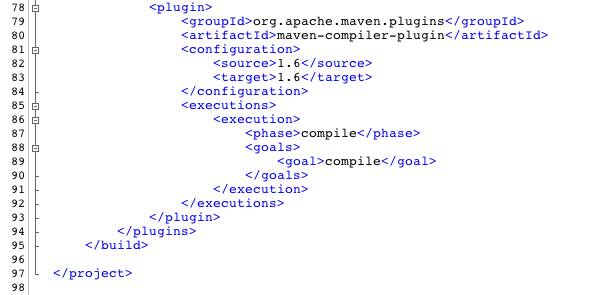 78 <plugin>
79 <groupId>org.apache.maven.plugins</groupId>
80 <artifactId>maven-compiler-plugin</artifactId>
81 <configuration>
82 <source>1.6</source>
83 <target>1.6</target>
84 </configuration>
85 <executions>
86 <execution>
87 <phase>compile</phase>
88 <goals>
89 <goal>compile</goal>
90 </goals>
91 </execution>
92 </executions>
93 </plugin>
94 </plugins>
95 </build>
96
97 </project>
98